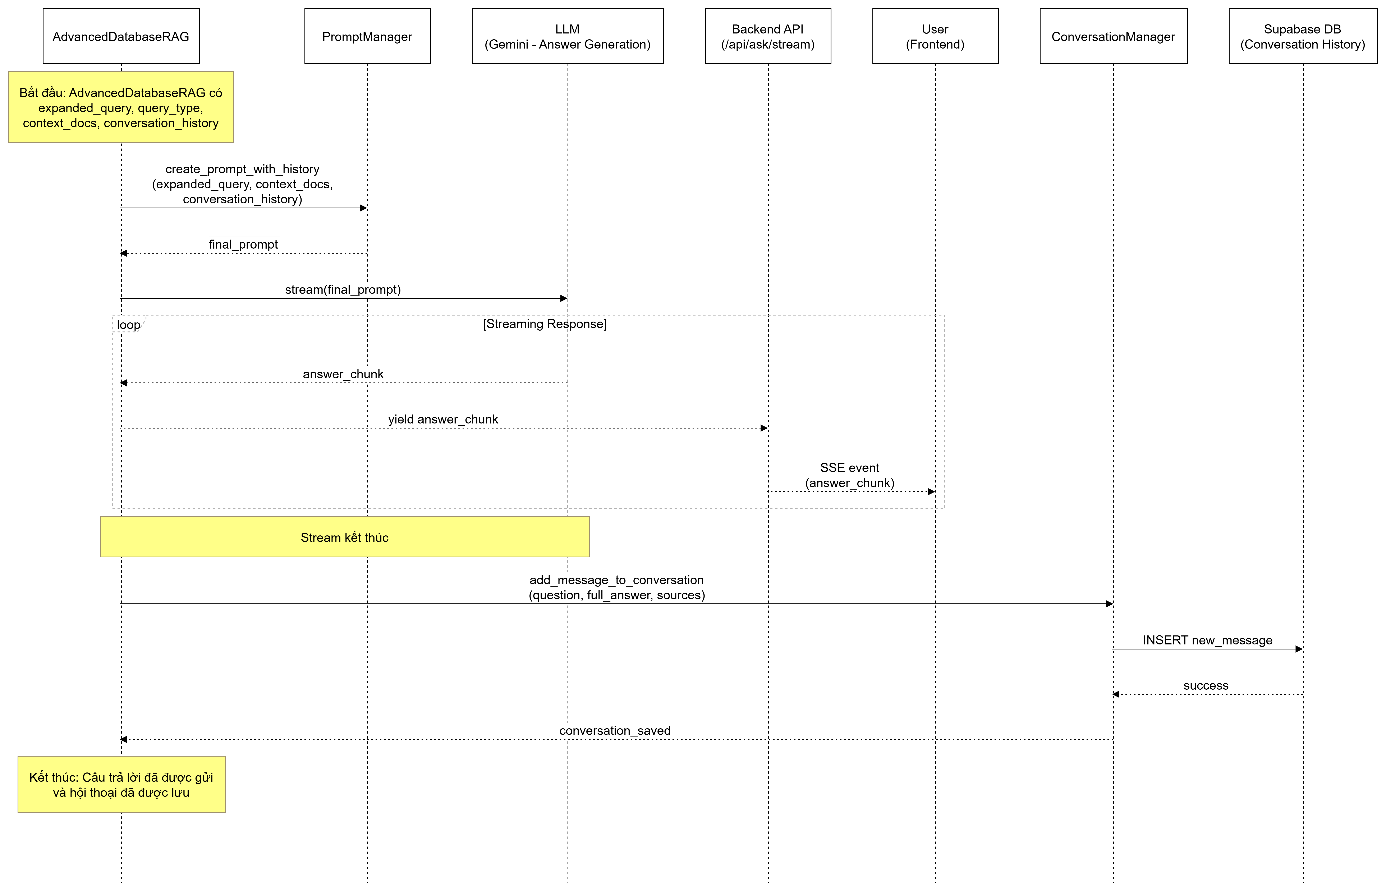 AdvancedDatabaseRAG
PromptManager
LLM
(Gemini - Answer Generation)
Backend API
(/api/ask/stream)
User
(Frontend)
ConversationManager
Supabase DB
(Conversation History)
Bắt đầu: AdvancedDatabaseRAG có
expanded_query, query_type,
context_docs, conversation_history
create_prompt_with_history
(expanded_query, context_docs,
conversation_history)
final_prompt
stream(final_prompt)
loop
[Streaming Response]
answer_chunk
yield answer_chunk
SSE event
(answer_chunk)
Stream kết thúc
add_message_to_conversation
(question, full_answer, sources)
INSERT new_message
success
conversation_saved
Kết thúc: Câu trả lời đã được gửi
và hội thoại đã được lưu